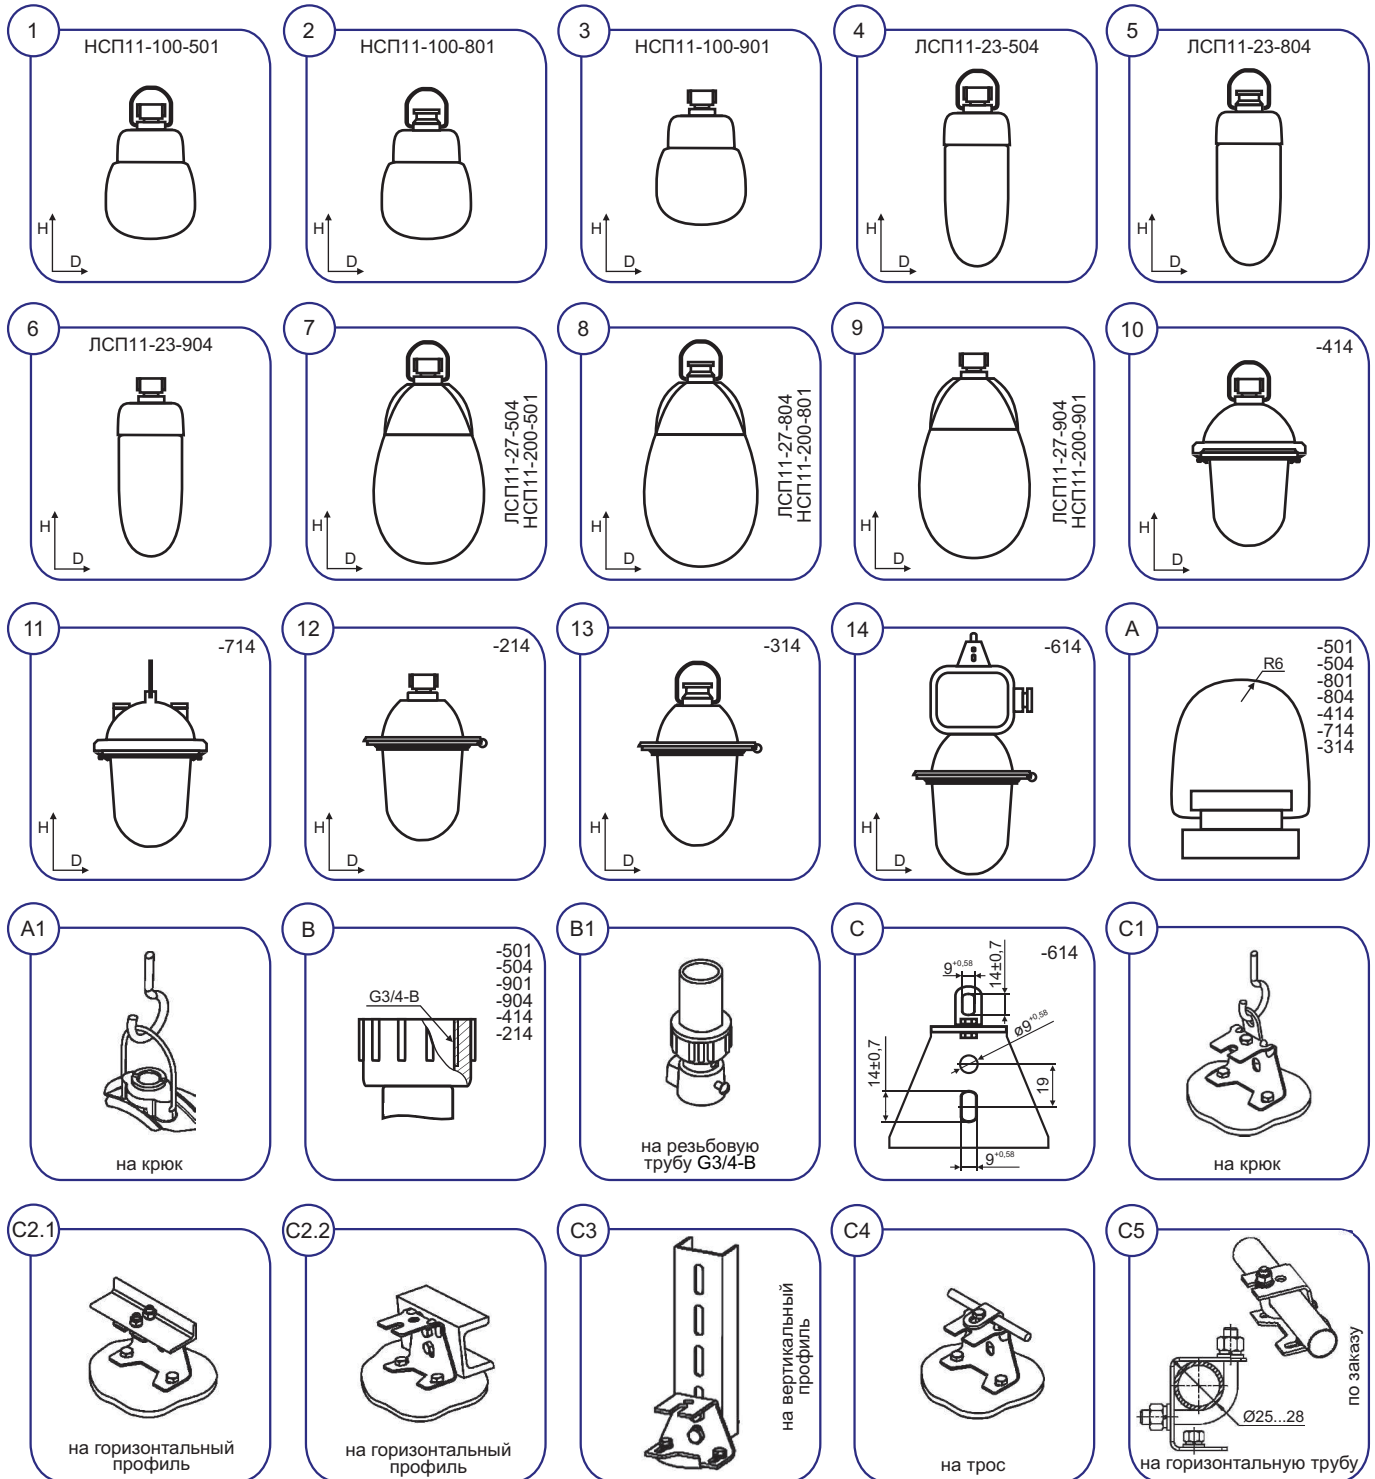 1
НСП11-100-501
H
D
2
НСП11-100-801
H
D
3
НСП11-100-901
H
D
4
ЛСП11-23-504
H
D
5
ЛСП11-23-804
H
D
6
ЛСП11-23-904
H
D
7
ЛСП11-27-504
НСП11-200-501
H
D
8
ЛСП11-27-804
НСП11-200-801
H
D
9
ЛСП11-27-904
НСП11-200-901
H
D
10
-414
H
D
11
-714
H
D
12
-214
H
D
13
-314
H
D
14
-614
H
D
A
R6
-501
-504
-801
-804
-414
-714
-314
A1
на крюк
B
-501
-504
-901
-904
-414
-214
G3/4-B
B1
на резьбовую
трубу G3/4-B
C
-614
9+0,58
14±0,7
ø9+0,58
14±0,7
19
9+0,58
C1
на крюк
C2.1
на горизонтальный
профиль
C2.2
на горизонтальный
профиль
C3
на вертикальный
профиль
C4
на трос
C5
по заказу
Ø25...28
на горизонтальную трубу